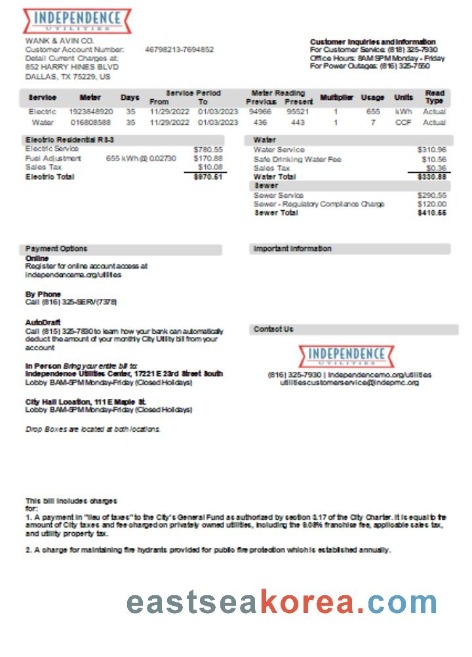 INDEPENDENCE
UTILITIES
WANK & AVIN CO.
Customer Account Number: 46798213-7694852
Detail Current Charges at:
852 HARRY HINES BLVD
DALLAS, TX 75229, US
Customer Inquiries and Information
For Customer Service: (818) 325-7930
Office Hours: 8AM 5PM Monday - Friday
For Power Outages: (816) 325-7550
Service Meter Days Service Period From To Meter Reading Previous Present Multiplier Usage Units Read Type
Electric 1923848920 35 11/29/2022 01/03/2023 94966 95521 1 655 kWh Actual
Water 016808588 35 11/29/2022 01/03/2023 436 443 1 7 CCF Actual
Electric Residential RS-3
Electric Service $780.55
Fuel Adjustment 655 kWh @ 0.02730 $170.88
Sales Tax $10.08
Electric Total $970.51
Water
Water Service $310.96
Safe Drinking Water Fee $10.56
Sales Tax $0.36
Water Total $330.88
Sewer
Sewer Service $290.55
Sewer - Regulatory Compliance Charge $120.00
Sewer Total $410.55
Payment Options
Online
Register for online account access at
independencemo.org/utilities
By Phone
Call (816) 325-SERV(7378)
AutoDraft
Call (815) 325-7830 to learn how your bank can automatically
deduct the amount of your monthly City Utility bill from your
account
In Person Bring your entire bill to:
Independence Utilities Center, 17221 E 23rd Street South
Lobby 8AM-5PM Monday-Friday (Closed Holidays)
City Hall Location, 111 E Maple St.
Lobby 8AM-5PM Monday-Friday (Closed Holidays)
Drop Boxes are located at both locations.
Important Information
Contact Us
INDEPENDENCE
UTILITIES
(816) 325-7930 | Independencemo.org/utilities
utilitiescustomerservice@indepmo.org
This bill includes charges
for:
1. A payment in "lieu of taxes" to the City's General Fund as authorized by section 3.17 of the City Charter. It is equal to the
amount of City taxes and fee charged on privately owned utilities, including the 9.08% franchise fee, applicable sales tax,
and utility property tax.
2. A charge for maintaining fire hydrants provided for public fire protection which is established annually.
eastseakorea.com